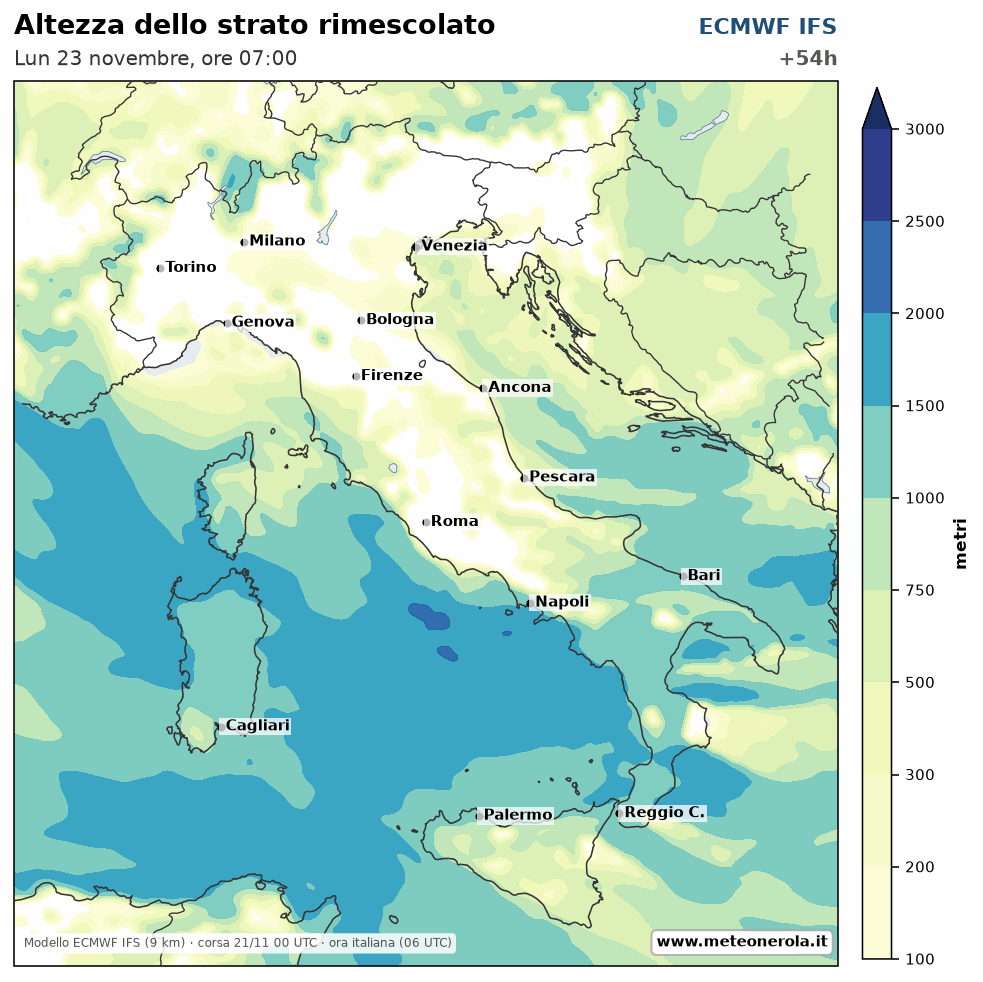 Altezza dello strato rimescolato
ECMWF IFS
Lun 23 novembre, ore 07:00
+54h
Milano
Venezia
Torino
Genova
Bologna
Firenze
Ancona
Pescara
Roma
Bari
Napoli
Cagliari
Palermo
Reggio C.
3000
2500
2000
1500
1000
750
500
300
200
100
metri
Modello ECMWF IFS (9 km) · corsa 21/11 00 UTC · ora italiana (06 UTC)
www.meteonerola.it